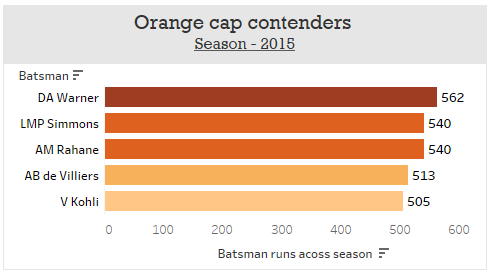 Orange cap contenders
Season - 2015
Batsman
DA Warner 562
LMP Simmons 540
AM Rahane 540
AB de Villiers 513
V Kohli 505
0 100 200 300 400 500 600
Batsman runs acoss season